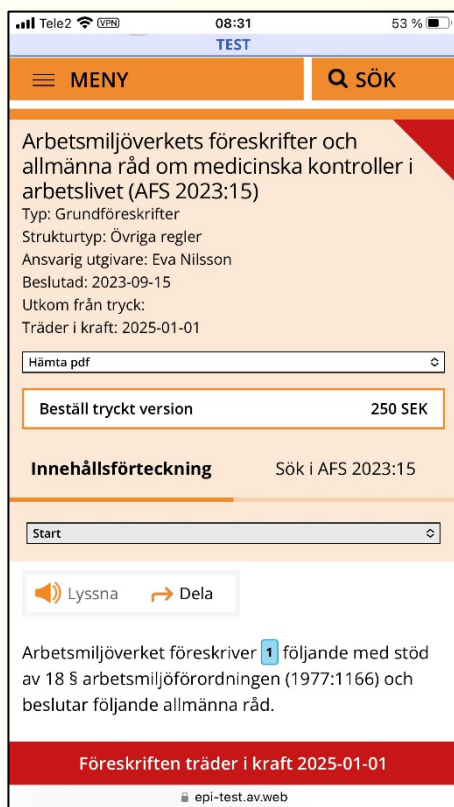 Tele2 VPN 08:31 53 %
TEST
MENY SÖK
Arbetsmiljöverkets föreskrifter och
allmänna råd om medicinska kontroller i
arbetslivet (AFS 2023:15)
Typ: Grundföreskrifter
Strukturtyp: Övriga regler
Ansvarig utgivare: Eva Nilsson
Beslutad: 2023-09-15
Utkom från tryck:
Träder i kraft: 2025-01-01
Hämta pdf
Beställ tryckt version 250 SEK
Innehållsförteckning Sök i AFS 2023:15
Start
Lyssna Dela
Arbetsmiljöverket föreskriver 1 följande med stöd
av 18 § arbetsmiljöförordningen (1977:1166) och
beslutar följande allmänna råd.
Föreskriften träder i kraft 2025-01-01
epi-test.av.web